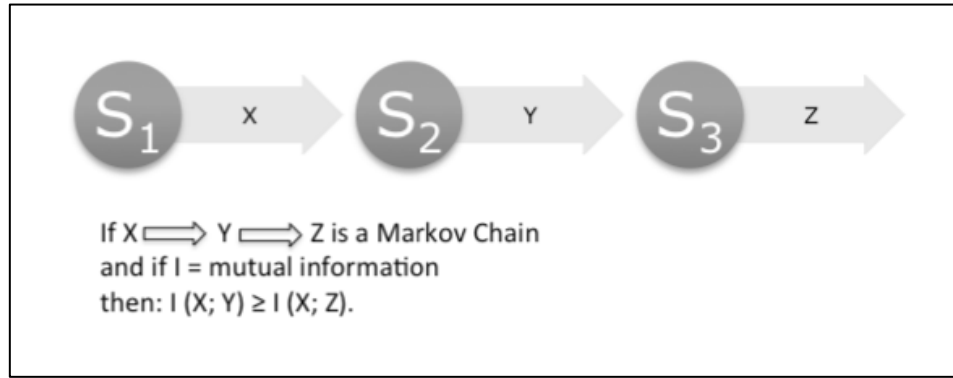 S1 X S2 Y S3 Z
If X ⟹ Y ⟹ Z is a Markov Chain
and if I = mutual information
then: I (X; Y) ≥ I (X; Z).